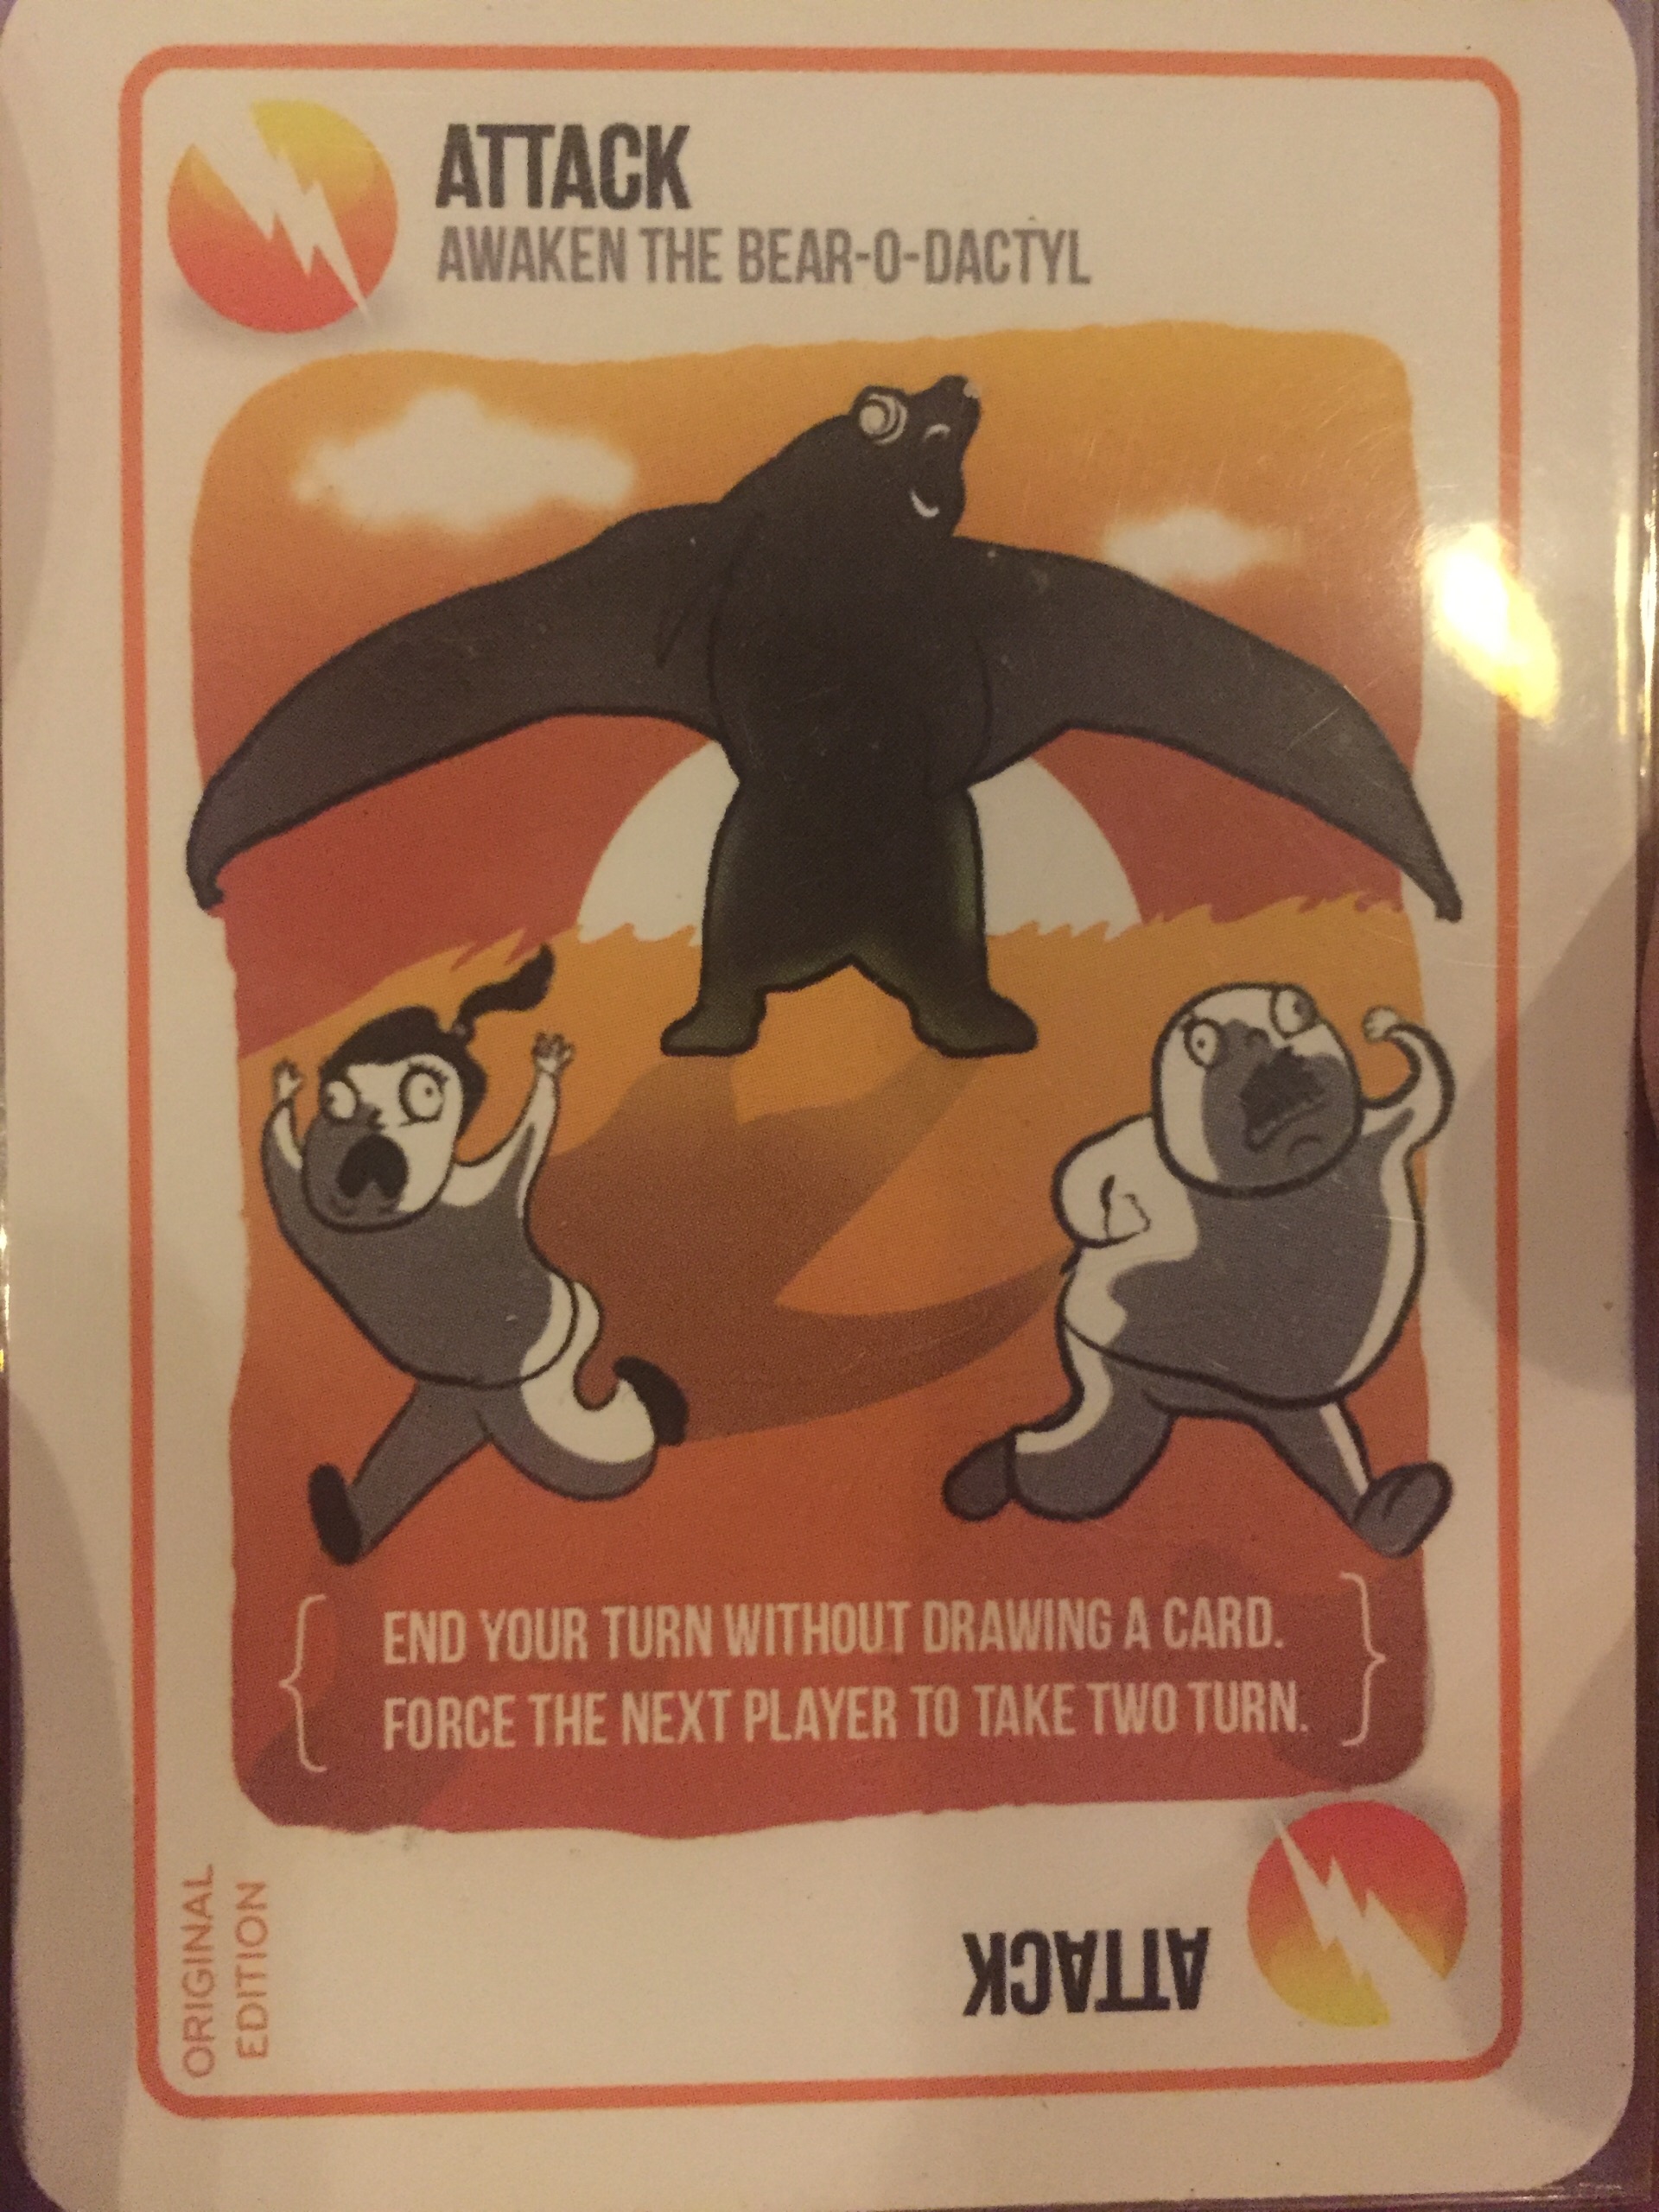 ATTACK
AWAKEN THE BEAR-O-DACTYL
END YOUR TURN WITHOUT DRAWING A CARD.
FORCE THE NEXT PLAYER TO TAKE TWO TURN.
ORIGINAL
EDITION
ATTACK